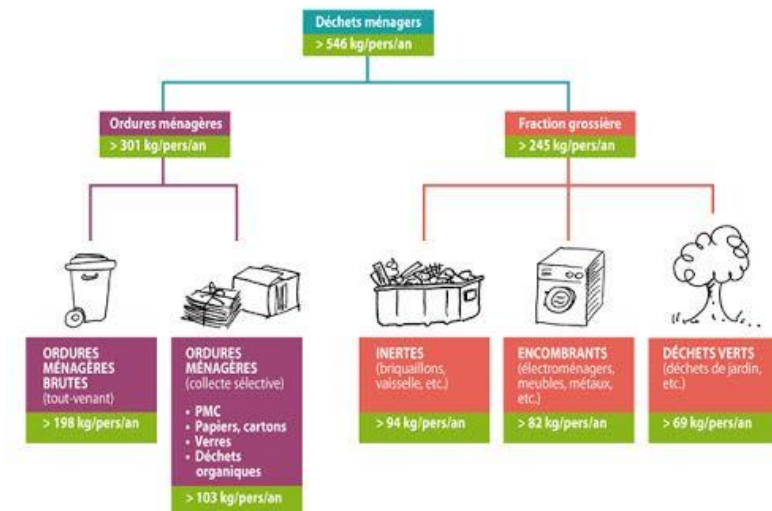 Déchets ménagers
> 546 kg/pers/an
Ordures ménagères
> 301 kg/pers/an
Fraction grossière
> 245 kg/pers/an
ORDURES
MÉNAGÈRES
BRUTES
(tout-venant)
> 198 kg/pers/an
ORDURES
MÉNAGÈRES
(collecte sélective)
• PMC
• Papiers, cartons
• Verres
• Déchets
organiques
> 103 kg/pers/an
INERTES
(briquaillons,
vaisselle, etc.)
> 94 kg/pers/an
ENCOMBRANTS
(électroménagers,
meubles, métaux,
etc.)
> 82 kg/pers/an
DÉCHETS VERTS
(déchets de jardin,
etc.)
> 69 kg/pers/an